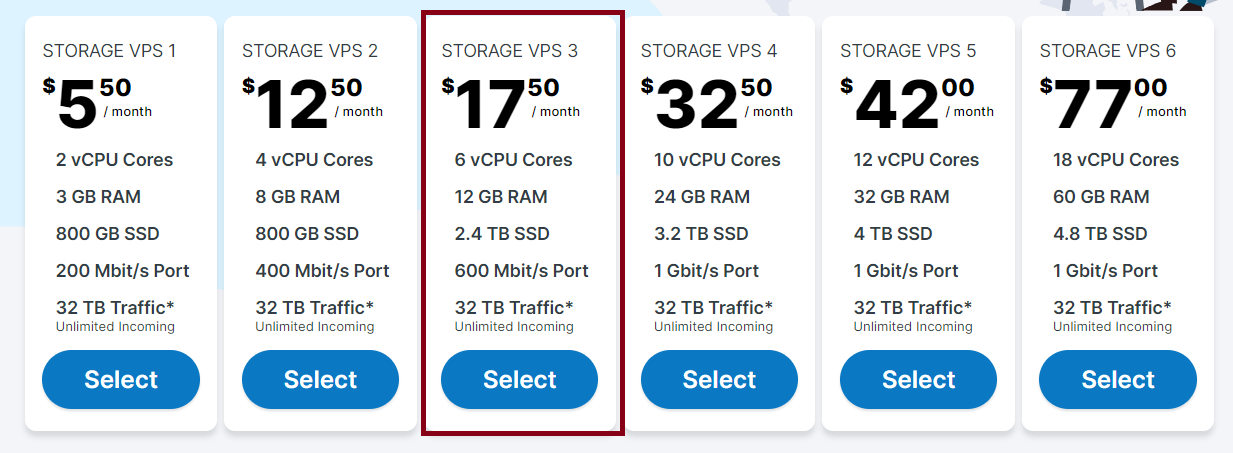 STORAGE VPS 1
$5 50
/ month
2 vCPU Cores
3 GB RAM
800 GB SSD
200 Mbit/s Port
32 TB Traffic*
Unlimited Incoming
Select
STORAGE VPS 2
$12 50
/ month
4 vCPU Cores
8 GB RAM
800 GB SSD
400 Mbit/s Port
32 TB Traffic*
Unlimited Incoming
Select
STORAGE VPS 3
$17 50
/ month
6 vCPU Cores
12 GB RAM
2.4 TB SSD
600 Mbit/s Port
32 TB Traffic*
Unlimited Incoming
Select
STORAGE VPS 4
$32 50
/ month
10 vCPU Cores
24 GB RAM
3.2 TB SSD
1 Gbit/s Port
32 TB Traffic*
Unlimited Incoming
Select
STORAGE VPS 5
$42 00
/ month
12 vCPU Cores
32 GB RAM
4 TB SSD
1 Gbit/s Port
32 TB Traffic*
Unlimited Incoming
Select
STORAGE VPS 6
$77 00
/ month
18 vCPU Cores
60 GB RAM
4.8 TB SSD
1 Gbit/s Port
32 TB Traffic*
Unlimited Incoming
Select